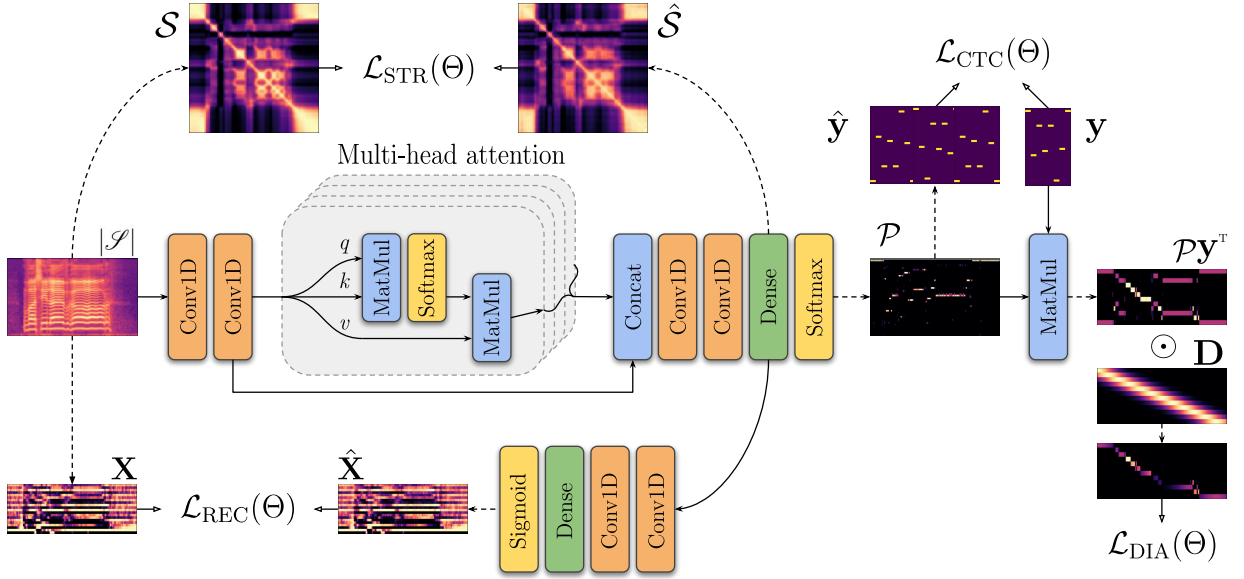 𝒮
ℒ_STR(Θ)
𝒮̂
ℒ_CTC(Θ)
ŷ
y
Multi-head attention
|𝒮|
Conv1D
Conv1D
q
k
v
MatMul
Softmax
MatMul
Concat
Conv1D
Conv1D
Dense
Softmax
𝒫
MatMul
𝒫y^T
⊙
D
X
ℒ_REC(Θ)
X̂
Sigmoid
Dense
Conv1D
Conv1D
ℒ_DIA(Θ)